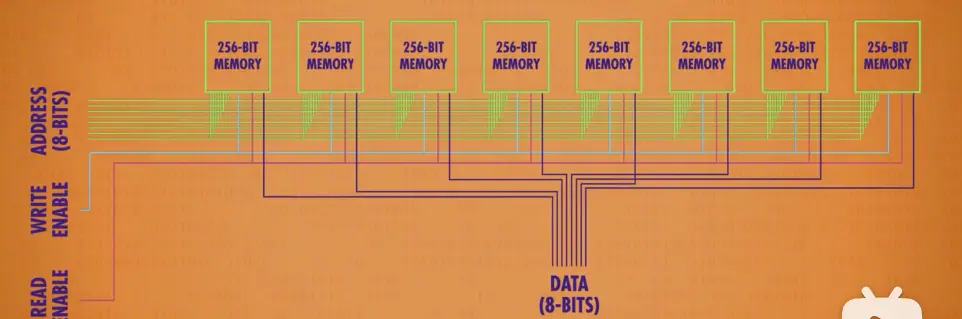 256-BIT
MEMORY
256-BIT
MEMORY
256-BIT
MEMORY
256-BIT
MEMORY
256-BIT
MEMORY
256-BIT
MEMORY
256-BIT
MEMORY
256-BIT
MEMORY
ADDRESS
(8-BITS)
WRITE
ENABLE
READ
ENABLE
DATA
(8-BITS)